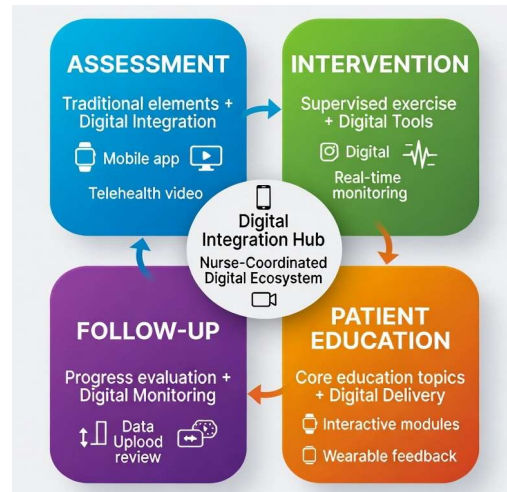 ASSESSMENT
Traditional elements +
Digital Integration
Mobile app
Telehealth video
INTERVENTION
Supervised exercise
+ Digital Tools
Digital
Real-time
monitoring
Digital
Integration Hub
Nurse-Coordinated
Digital Ecosystem
FOLLOW-UP
Progress evaluation +
Digital Monitoring
Data
Uplood
review
PATIENT
EDUCATION
Core education topics
+ Digital Delivery
Interactive modules
Wearable feedback